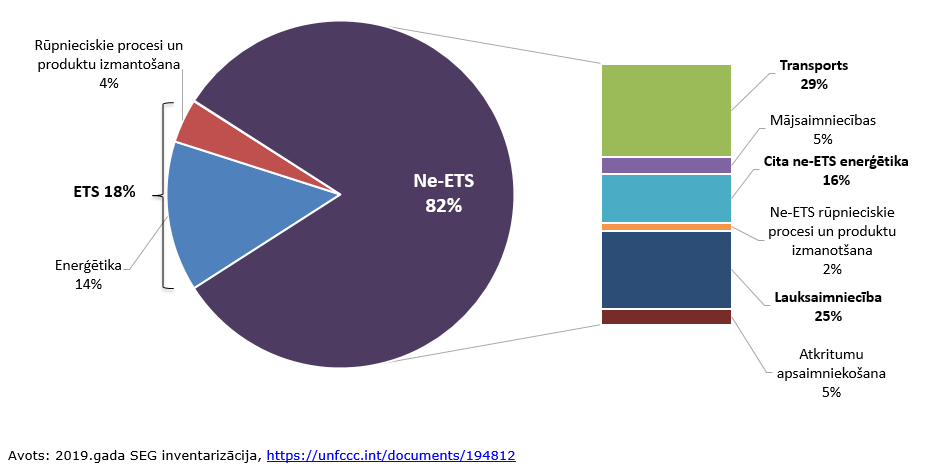 Rūpnieciskie procesi un
produktu izmantošana
4%
ETS 18%
Enerģētika
14%
Ne-ETS
82%
Transports
29%
Mājsaimniecības
5%
Cita ne-ETS enerģētika
16%
Ne-ETS rūpnieciskie
procesi un produktu
izmanotšana
2%
Lauksaimniecība
25%
Atkritumu
apsaimniekošana
5%
Avots: 2019.gada SEG inventarizācija, https://unfccc.int/documents/194812